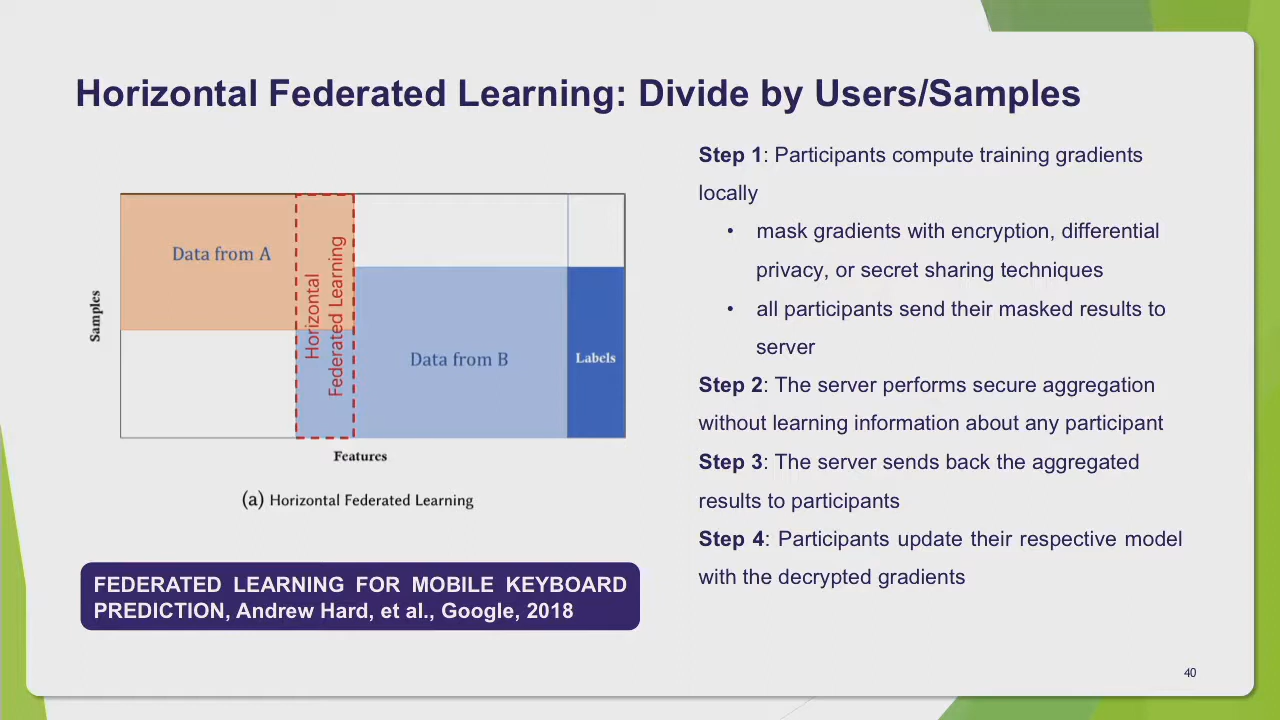 Horizontal Federated Learning: Divide by Users/Samples
Data from A
Horizontal
Federated Learning
Data from B
Labels
Samples
Features
(a) Horizontal Federated Learning
FEDERATED LEARNING FOR MOBILE KEYBOARD
PREDICTION, Andrew Hard, et al., Google, 2018
Step 1: Participants compute training gradients
locally
• mask gradients with encryption, differential
privacy, or secret sharing techniques
• all participants send their masked results to
server
Step 2: The server performs secure aggregation
without learning information about any participant
Step 3: The server sends back the aggregated
results to participants
Step 4: Participants update their respective model
with the decrypted gradients
40